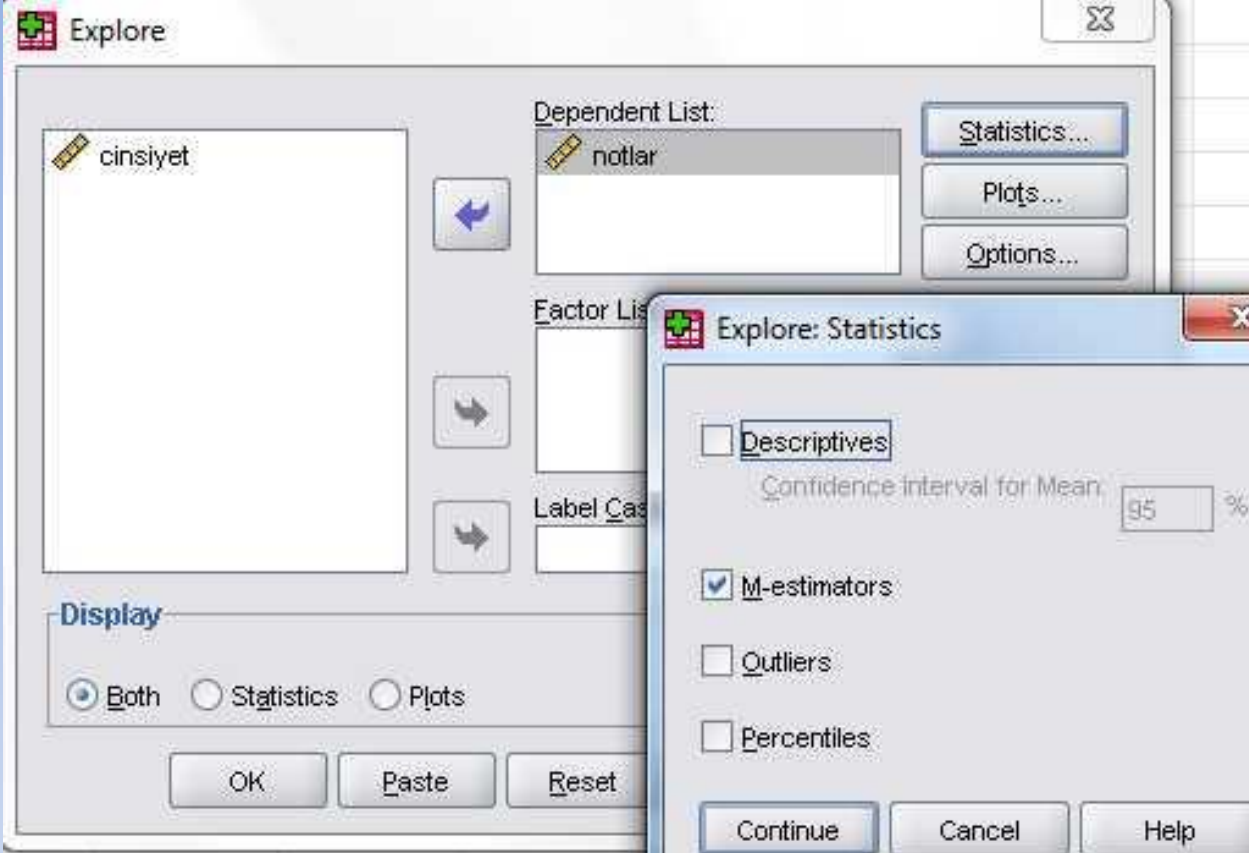 Explore
cinsiyet
Dependent List:
notlar
Statistics...
Plots...
Options...
Factor Lis
Label Cas
Display
Both Statistics Plots
OK Paste Reset
Explore: Statistics
Descriptives
Confidence Interval for Mean: 95 %
M-estimators
Outliers
Percentiles
Continue Cancel Help